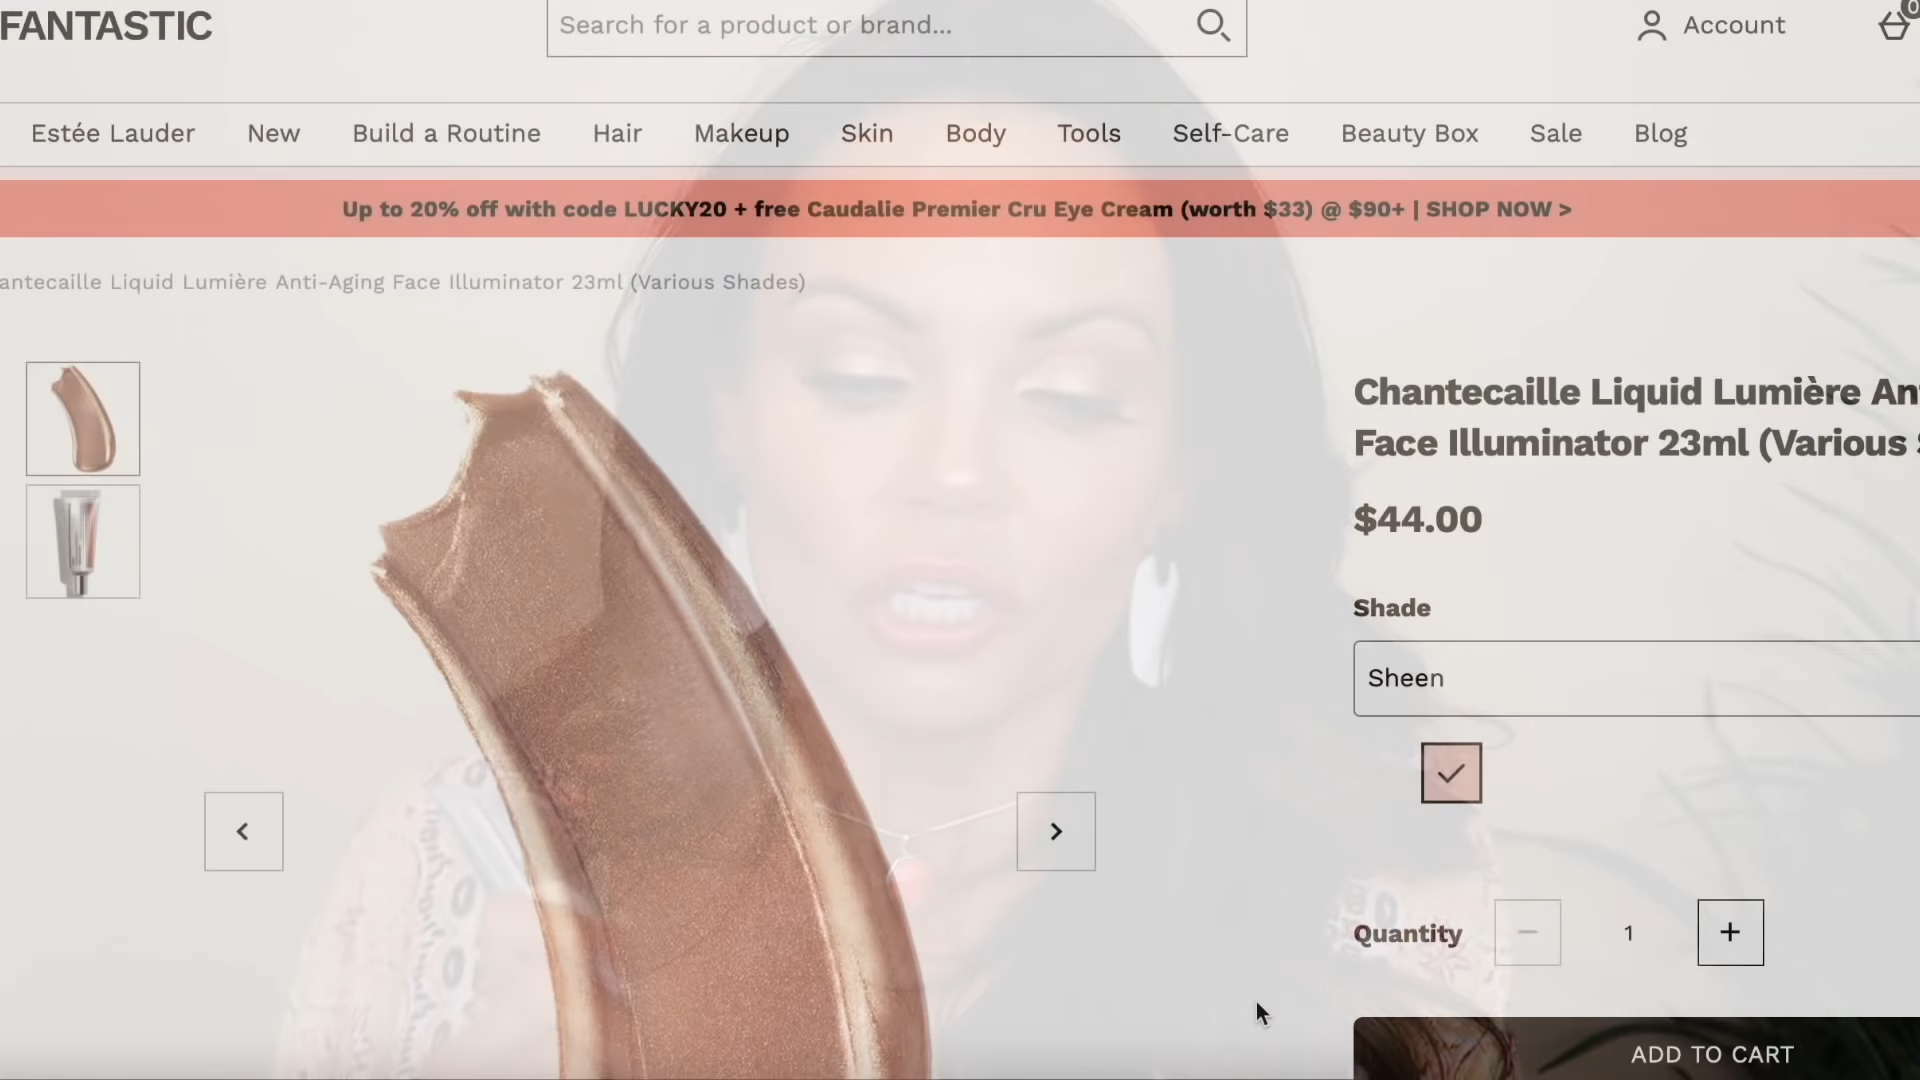 FANTASTIC
Search for a product or brand...
Account
0
Estée Lauder New Build a Routine Hair Makeup Skin Body Tools Self-Care Beauty Box Sale Blog
Up to 20% off with code LUCKY20 + free Caudalie Premier Cru Eye Cream (worth $33) @ $90+ | SHOP NOW >
antecaille Liquid Lumière Anti-Aging Face Illuminator 23ml (Various Shades)
Chantecaille Liquid Lumière An
Face Illuminator 23ml (Various S
$44.00
Shade
Sheen
Quantity
1
ADD TO CART